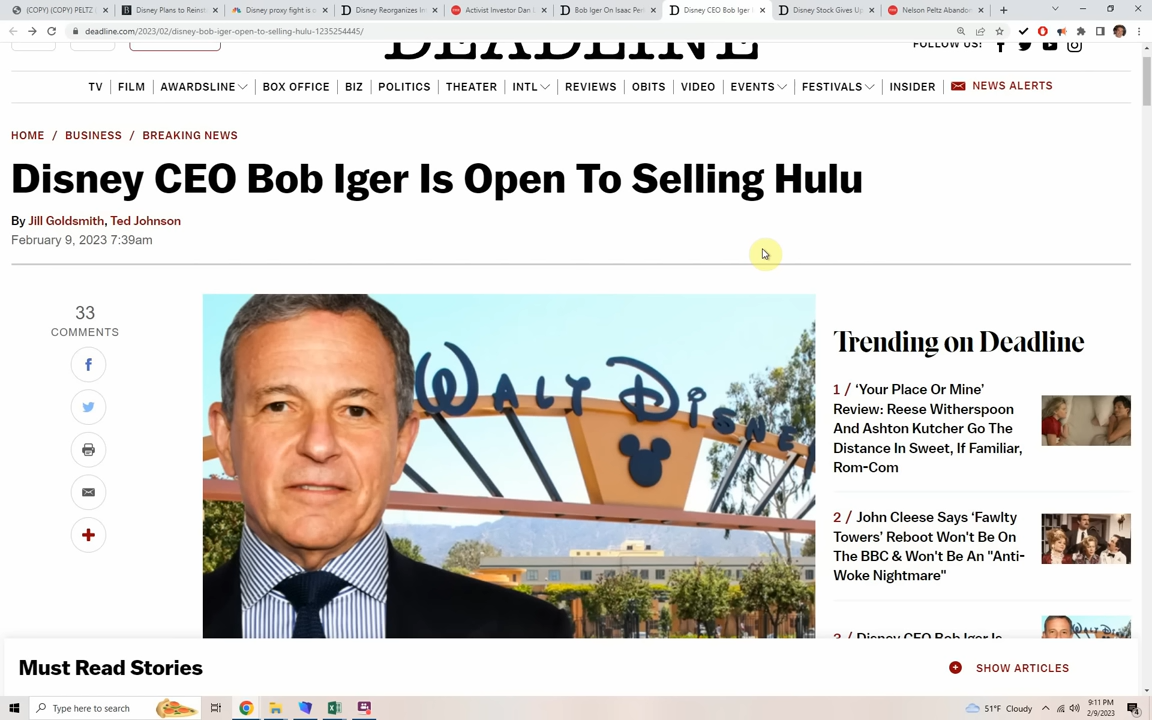 (COPY) (COPY) PELTZ
Disney Plans to Reinst
Disney proxy fight is o
Disney Reorganizes In
Activist Investor Dan L
Bob Iger On Isaac Per
Disney CEO Bob Iger I
Disney Stock Gives Up
Nelson Peltz Abando
deadline.com/2023/02/disney-bob-iger-open-to-selling-hulu-1235254445/
DEADLINE
FOLLOW US:
TV
FILM
AWARDSLINE
BOX OFFICE
BIZ
POLITICS
THEATER
INTL
REVIEWS
OBITS
VIDEO
EVENTS
FESTIVALS
INSIDER
NEWS ALERTS
HOME / BUSINESS / BREAKING NEWS
Disney CEO Bob Iger Is Open To Selling Hulu
By Jill Goldsmith, Ted Johnson
February 9, 2023 7:39am
33
COMMENTS
WALT DISNE
Trending on Deadline
1 / ‘Your Place Or Mine’
Review: Reese Witherspoon
And Ashton Kutcher Go The
Distance In Sweet, If Familiar,
Rom-Com
2 / John Cleese Says ‘Fawlty
Towers’ Reboot Won't Be On
The BBC & Won't Be An "Anti-
Woke Nightmare"
3 / Disney CEO Bob Iger Is
Must Read Stories
SHOW ARTICLES
Type here to search
51°F Cloudy
9:11 PM
2/9/2023
4